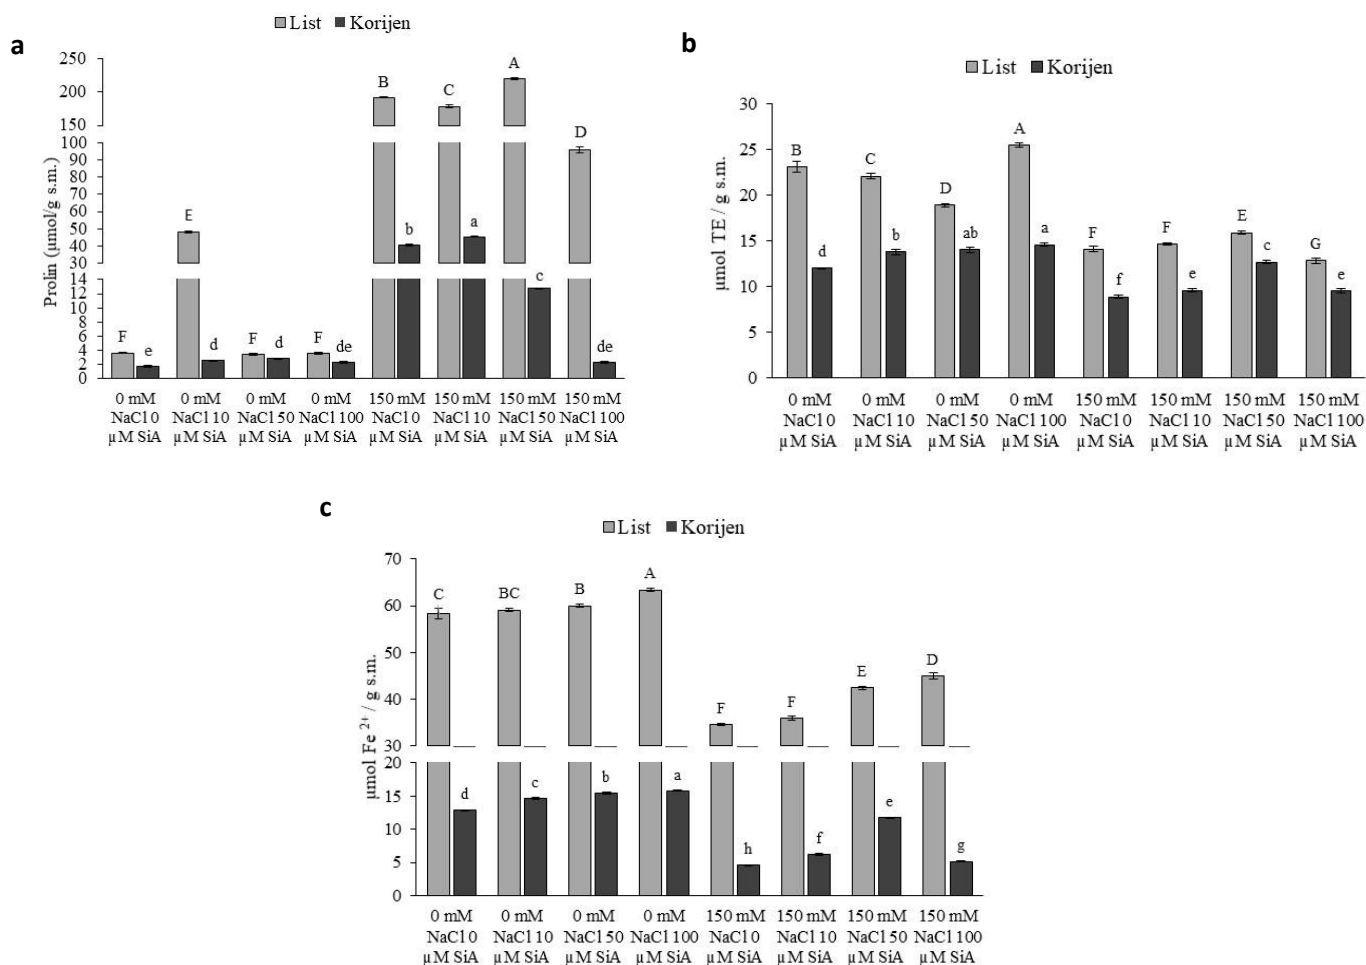 a
List Korijen
Prolin (µmol/g s.m.)
250
200
150
100
90
80
70
60
50
40
30
14
12
10
8
6
4
2
0
F e E d F d F de B b C a A c D de
0 mM 0 mM 0 mM 0 mM 150 mM 150 mM 150 mM 150 mM
NaCl 0 NaCl 10 NaCl 50 NaCl 100 NaCl 0 NaCl 10 NaCl 50 NaCl 100
µM SiA µM SiA µM SiA µM SiA µM SiA µM SiA µM SiA µM SiA
b
List Korijen
µmol TE / g s.m.
30
25
20
15
10
5
0
B d C b D ab A a F f F e E c G e
0 mM 0 mM 0 mM 0 mM 150 mM 150 mM 150 mM 150 mM
NaCl 0 NaCl 10 NaCl 50 NaCl 100 NaCl 0 NaCl 10 NaCl 50 NaCl 100
µM SiA µM SiA µM SiA µM SiA µM SiA µM SiA µM SiA µM SiA
c
List Korijen
µmol Fe 2+ / g s.m.
70
60
50
40
30
20
15
10
5
0
C d BC c B b A a F h F f E e D g
0 mM 0 mM 0 mM 0 mM 150 mM 150 mM 150 mM 150 mM
NaCl 0 NaCl 10 NaCl 50 NaCl 100 NaCl 0 NaCl 10 NaCl 50 NaCl 100
µM SiA µM SiA µM SiA µM SiA µM SiA µM SiA µM SiA µM SiA